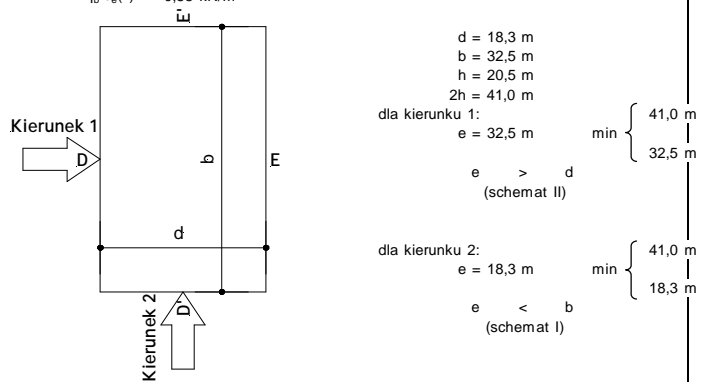 E'
d = 18,3 m
b = 32,5 m
h = 20,5 m
2h = 41,0 m
dla kierunku 1:
41,0 m
Kierunek 1
e = 32,5 m min
32,5 m
D
b
E
e > d
(schemat II)
d
dla kierunku 2:
41,0 m
e = 18,3 m min
18,3 m
D'
Kierunek 2
e < b
(schemat I)